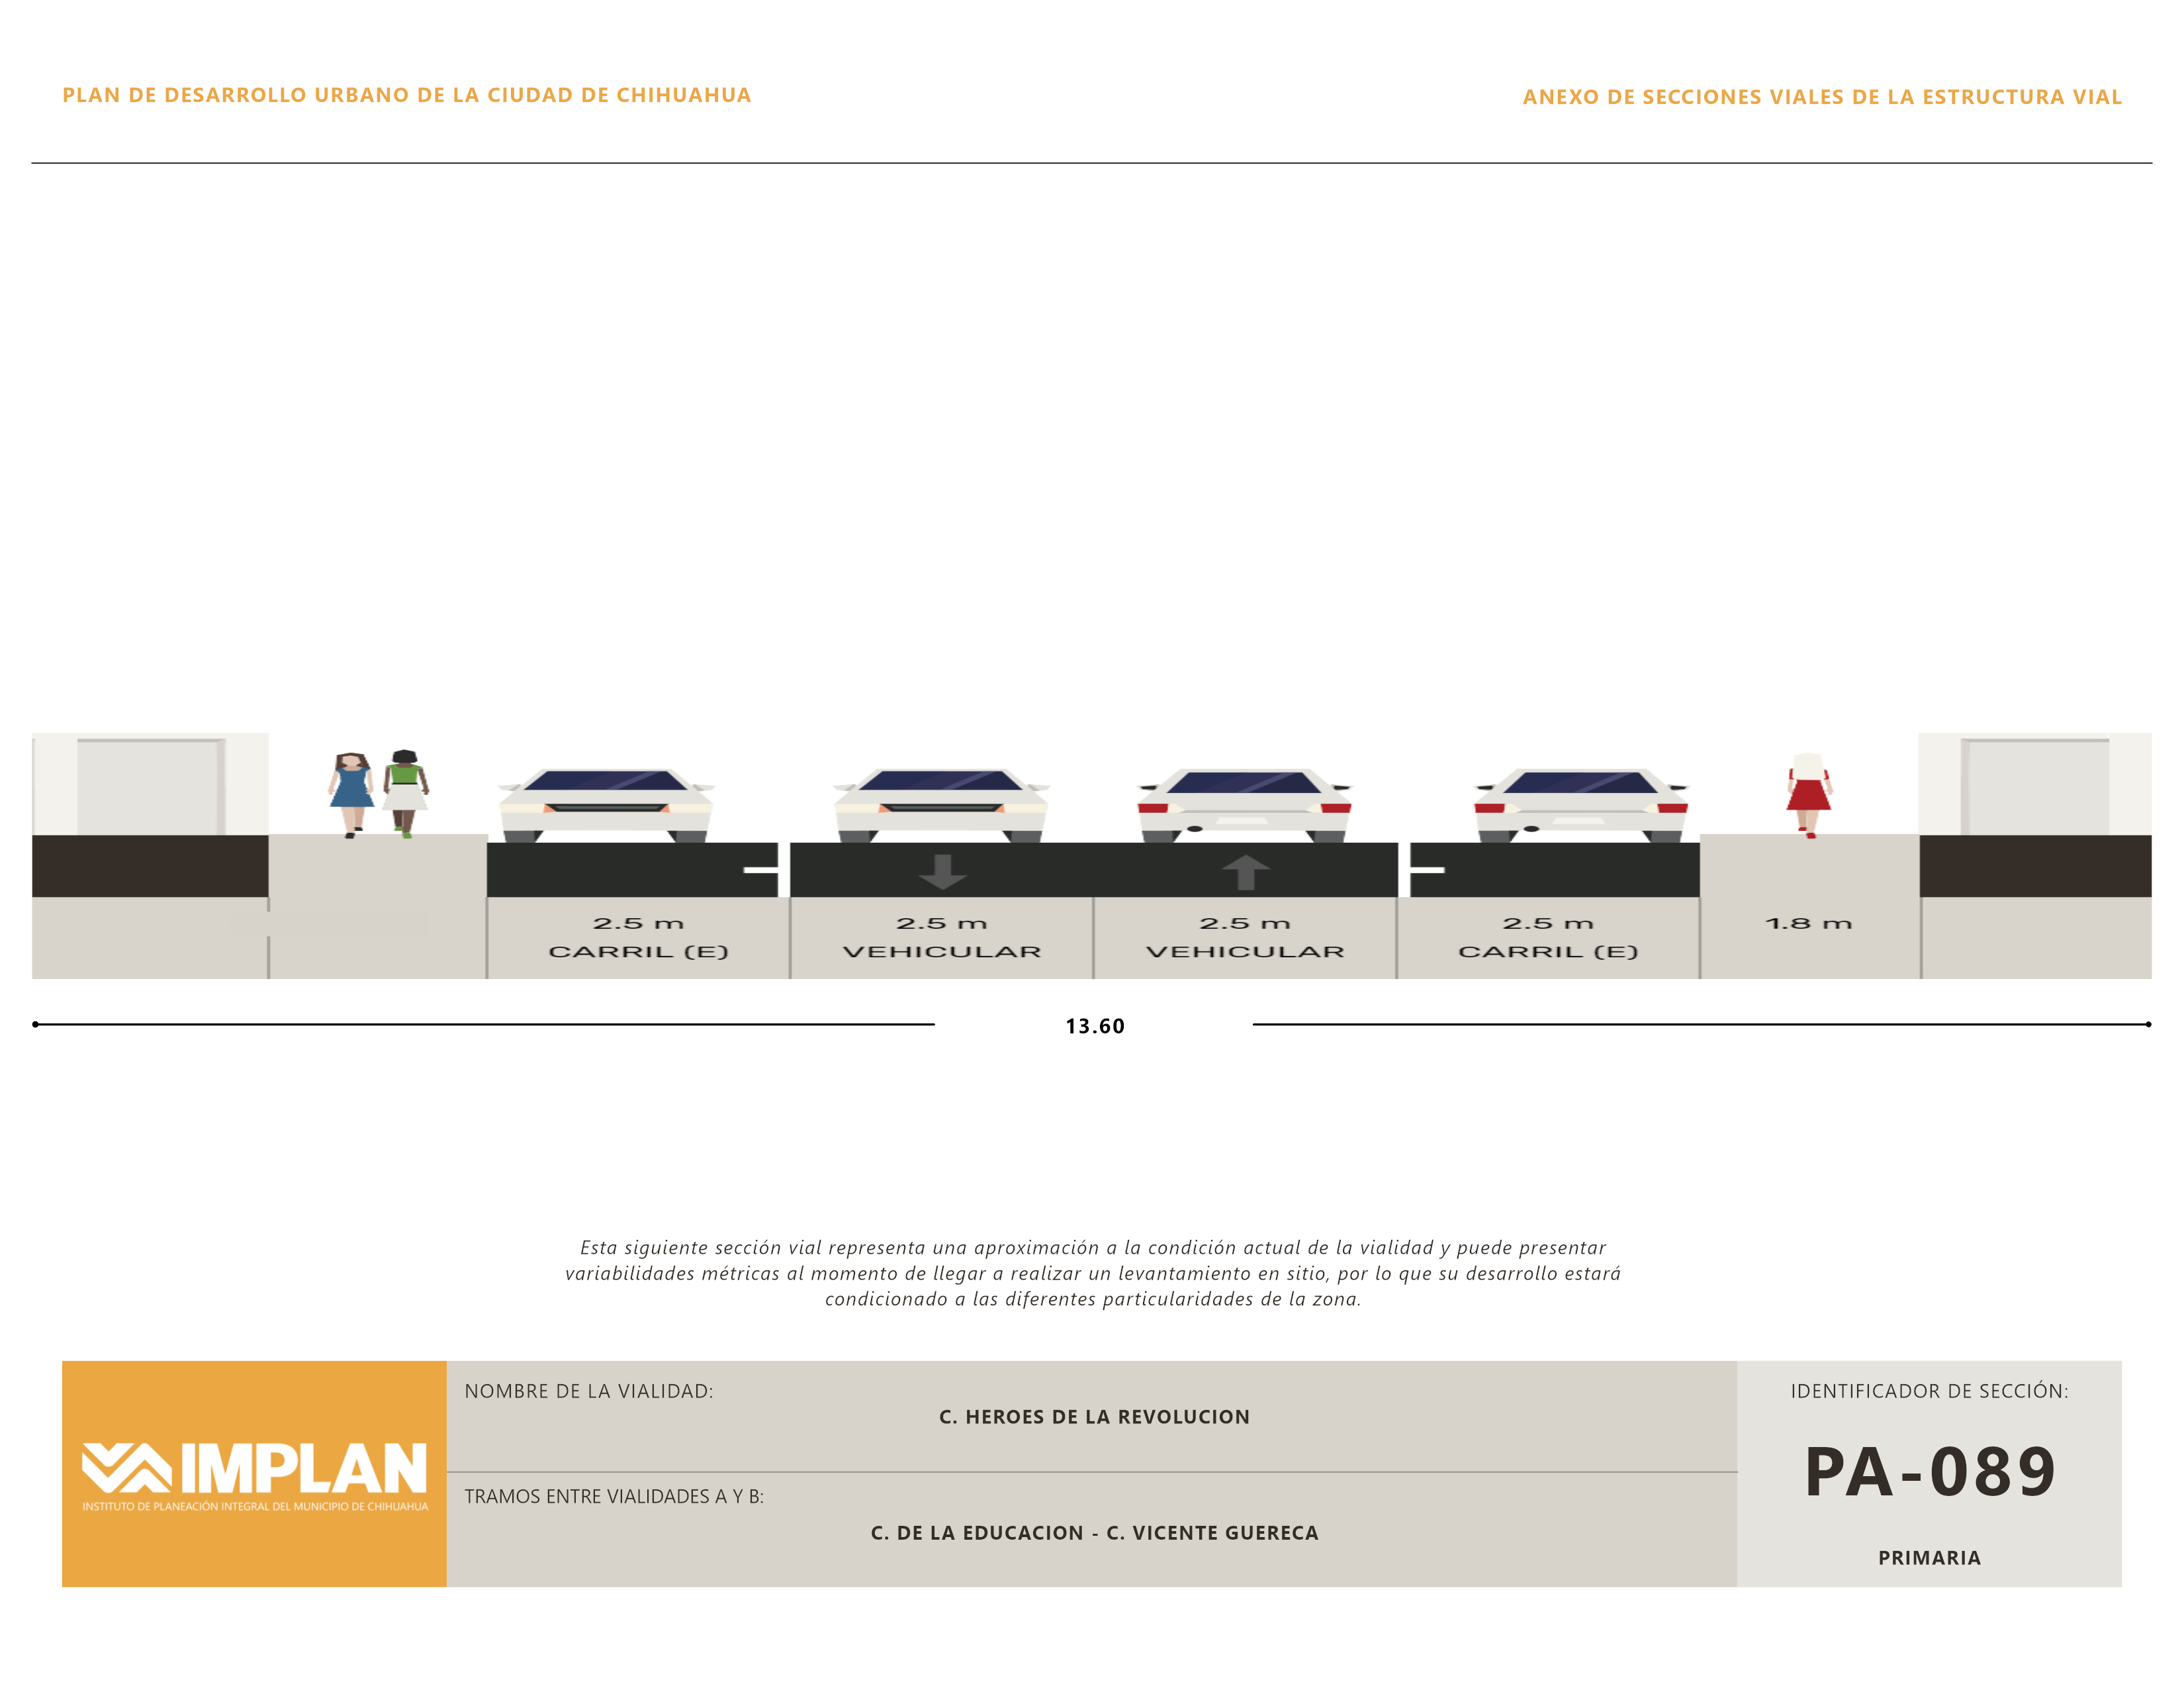 PLAN DE DESARROLLO URBANO DE LA CIUDAD DE CHIHUAHUA
ANEXO DE SECCIONES VIALES DE LA ESTRUCTURA VIAL
2.5 m
CARRIL (E)
2.5 m
VEHICULAR
2.5 m
VEHICULAR
2.5 m
CARRIL (E)
1.8 m
13.60
Esta siguiente sección vial representa una aproximación a la condición actual de la vialidad y puede presentar
variabilidades métricas al momento de llegar a realizar un levantamiento en sitio, por lo que su desarrollo estará
condicionado a las diferentes particularidades de la zona.
IMPLAN
INSTITUTO DE PLANEACIÓN INTEGRAL DEL MUNICIPIO DE CHIHUAHUA
NOMBRE DE LA VIALIDAD:
C. HEROES DE LA REVOLUCION
TRAMOS ENTRE VIALIDADES A Y B:
C. DE LA EDUCACION - C. VICENTE GUERECA
IDENTIFICADOR DE SECCIÓN:
PA-089
PRIMARIA